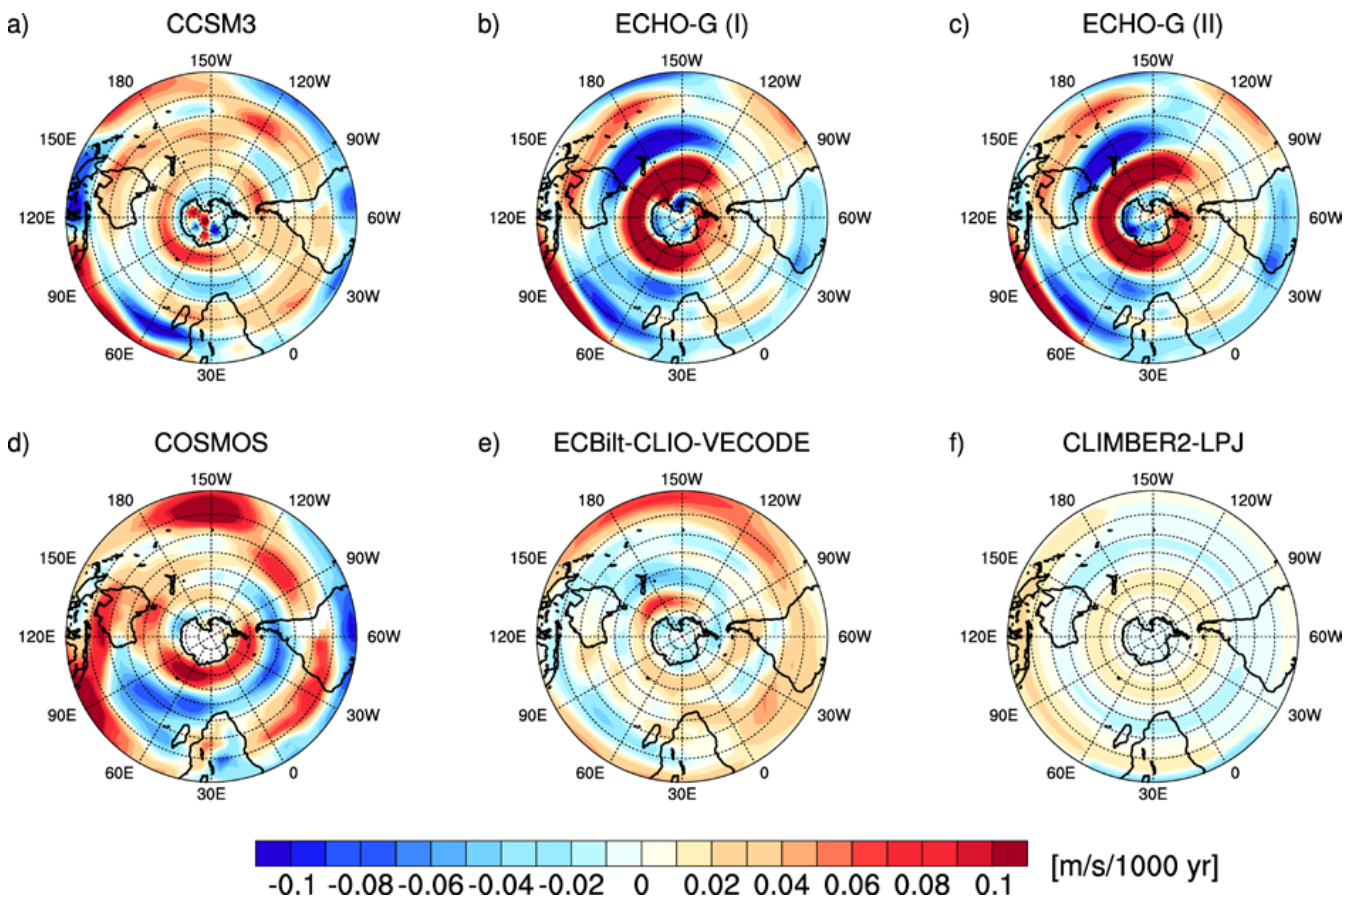 a) CCSM3
b) ECHO-G (I)
c) ECHO-G (II)
150W 150W 150W
180 120W 180 120W 180 120W
150E 90W 150E 90W 150E 90W
120E 60W 120E 60W 120E 60W
90E 30W 90E 30W 90E 30W
60E 0 60E 0 60E 0
30E 30E 30E
d) COSMOS
e) ECBilt-CLIO-VECODE
f) CLIMBER2-LPJ
150W 150W 150W
180 120W 180 120W 180 120W
150E 90W 150E 90W 150E 90W
120E 60W 120E 60W 120E 60W
90E 30W 90E 30W 90E 30W
60E 0 60E 0 60E 0
30E 30E 30E
-0.1 -0.08 -0.06 -0.04 -0.02 0 0.02 0.04 0.06 0.08 0.1 [m/s/1000 yr]